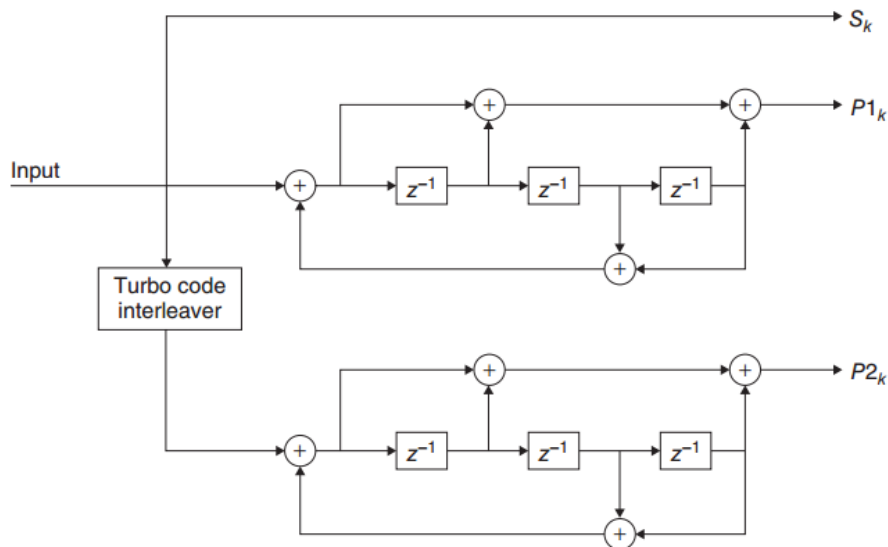 S_k
+
+
P1_k
Input
+
z^{-1}
z^{-1}
z^{-1}
+
Turbo code
interleaver
+
+
P2_k
+
z^{-1}
z^{-1}
z^{-1}
+